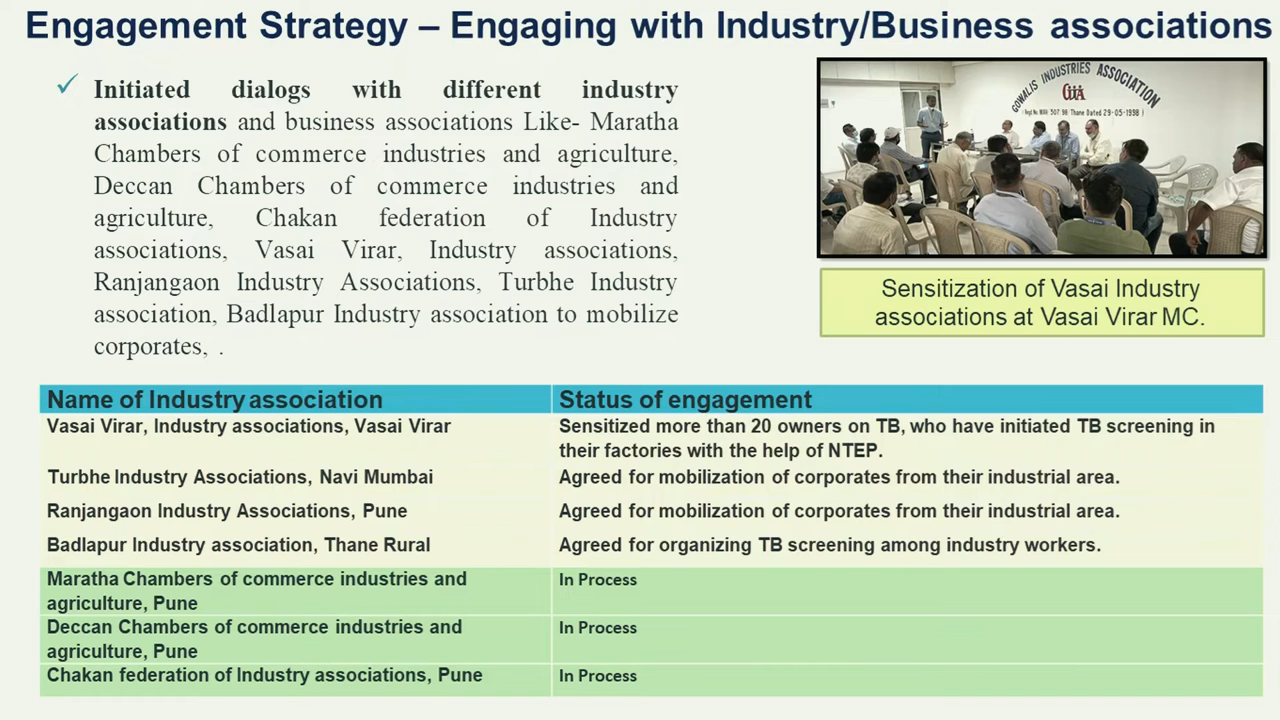 Engagement Strategy – Engaging with Industry/Business associations
✓ Initiated dialogs with different industry
associations and business associations Like- Maratha
Chambers of commerce industries and agriculture,
Deccan Chambers of commerce industries and
agriculture, Chakan federation of Industry
associations, Vasai Virar, Industry associations,
Ranjangaon Industry Associations, Turbhe Industry
association, Badlapur Industry association to mobilize
corporates, .
GOWALIS INDUSTRIES ASSOCIATION
Thane Dated 29-05-1998 )
Sensitization of Vasai Industry
associations at Vasai Virar MC.
Name of Industry association Status of engagement
Vasai Virar, Industry associations, Vasai Virar Sensitized more than 20 owners on TB, who have initiated TB screening in
their factories with the help of NTEP.
Turbhe Industry Associations, Navi Mumbai Agreed for mobilization of corporates from their industrial area.
Ranjangaon Industry Associations, Pune Agreed for mobilization of corporates from their industrial area.
Badlapur Industry association, Thane Rural Agreed for organizing TB screening among industry workers.
Maratha Chambers of commerce industries and In Process
agriculture, Pune
Deccan Chambers of commerce industries and In Process
agriculture, Pune
Chakan federation of Industry associations, Pune In Process